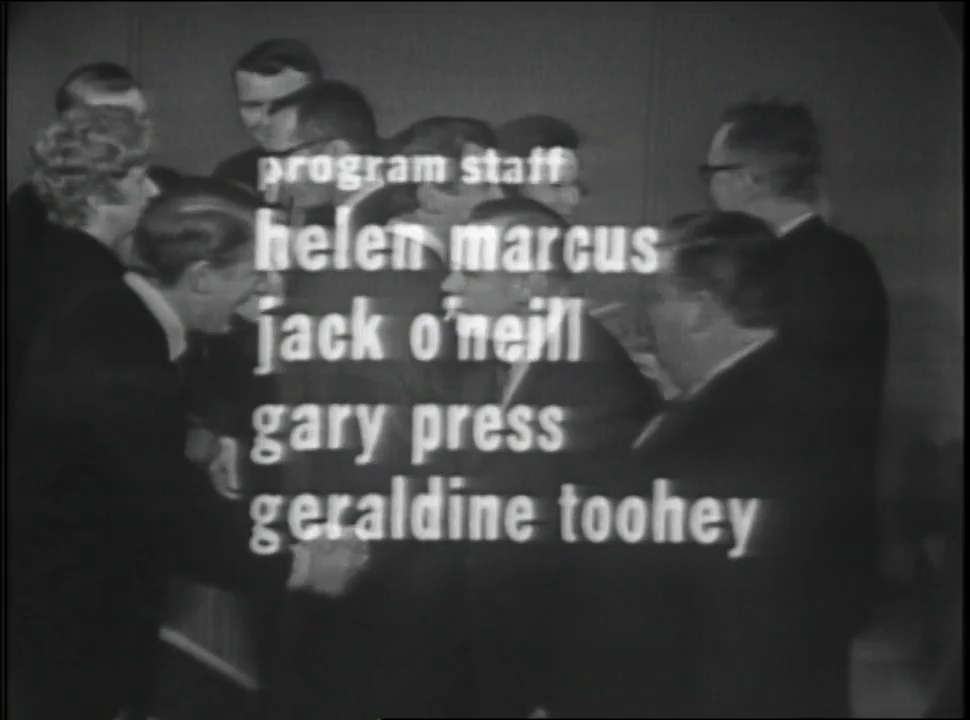 program staff
helen marcus
jack o'neill
gary press
geraldine toohey